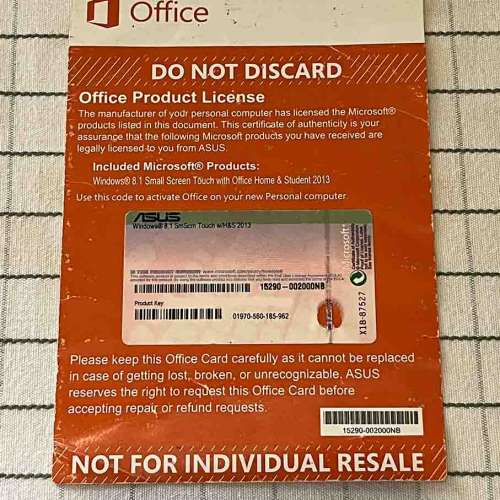 Office
DO NOT DISCARD
Office Product License
The manufacturer of your personal computer has licensed the Microsoft®
products listed in this document. This certificate of authenticity is your
assurance that the following Microsoft products you have received are
legally licensed to you from ASUS.
Included Microsoft® Products:
Windows® 8.1 Small Screen Touch with Office Home & Student 2013
Use this code to activate Office on your new Personal computer.
ASUS
Windows® 8.1 SmScrn Touch w/H&S 2013
15290-002000NB
Product Key
01970-560-185-962
Microsoft®
X18-87527
Please keep this Office Card carefully as it cannot be replaced
in case of getting lost, broken, or unrecognizable. ASUS
reserves the right to request this Office Card before
accepting repair or refund requests.
15290-002000NB
NOT FOR INDIVIDUAL RESALE